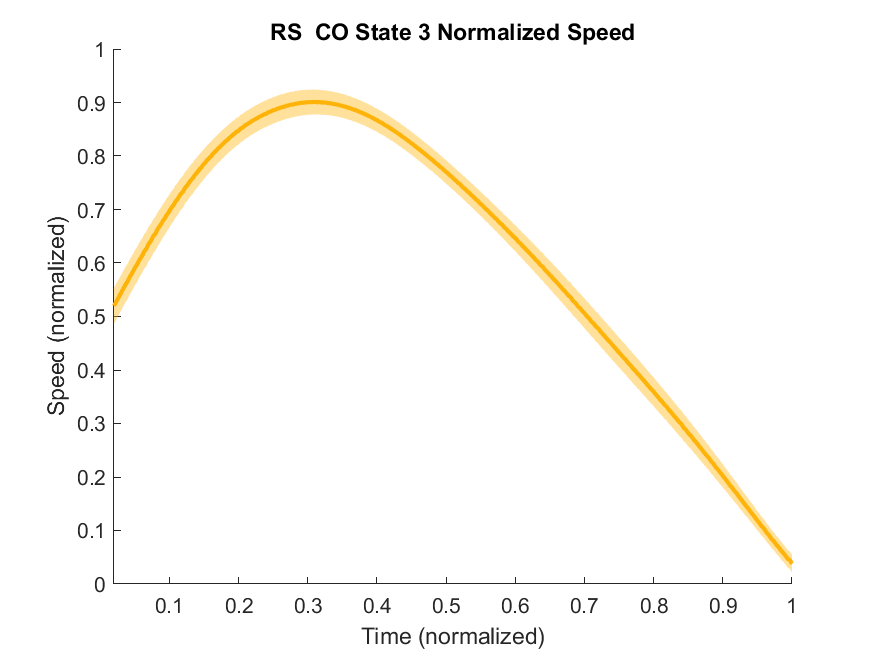 RS  CO State 3 Normalized Speed
1
0.9
0.8
0.7
0.6
0.5
0.4
0.3
0.2
0.1
0
Speed (normalized)
0.1 0.2 0.3 0.4 0.5 0.6 0.7 0.8 0.9 1
Time (normalized)